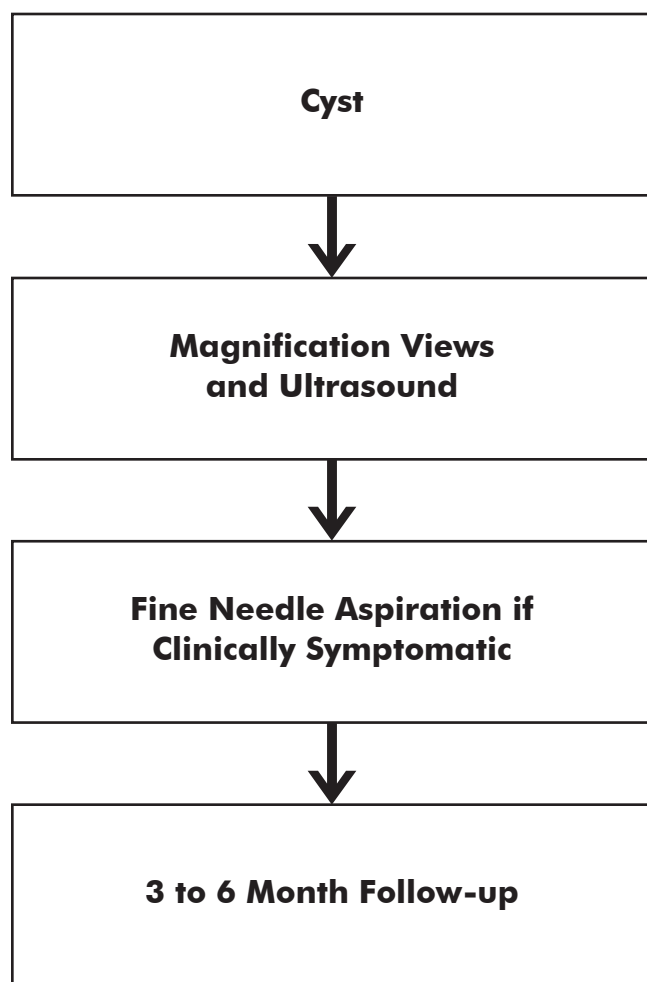 Cyst
Magnification Views
and Ultrasound
Fine Needle Aspiration if
Clinically Symptomatic
3 to 6 Month Follow-up